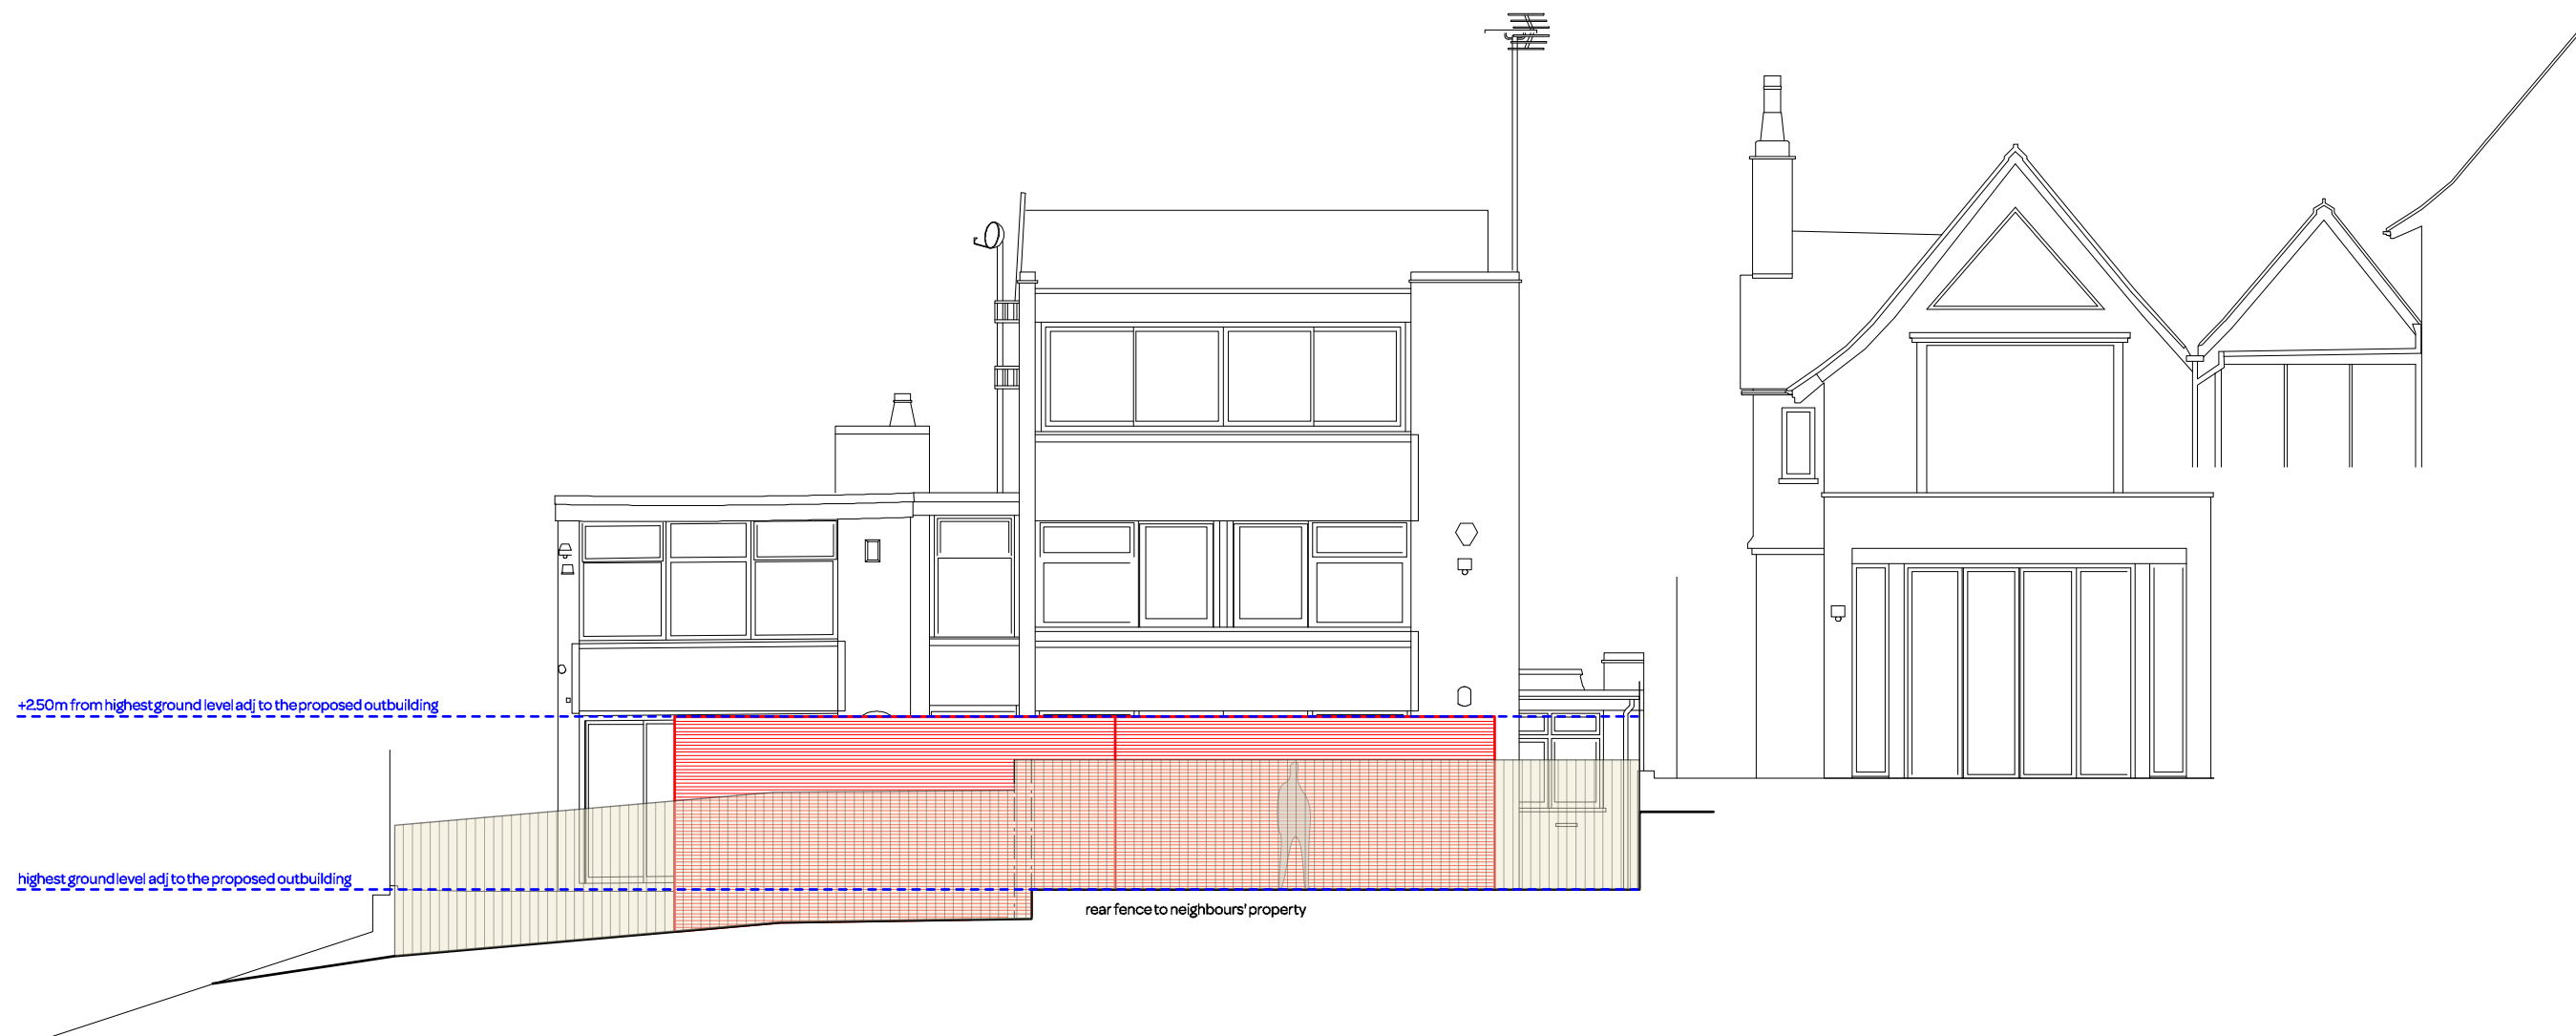 +2.50m from highest ground level adj to the proposed outbuilding
highest ground level adj to the proposed outbuilding
rear fence to neighbours' property